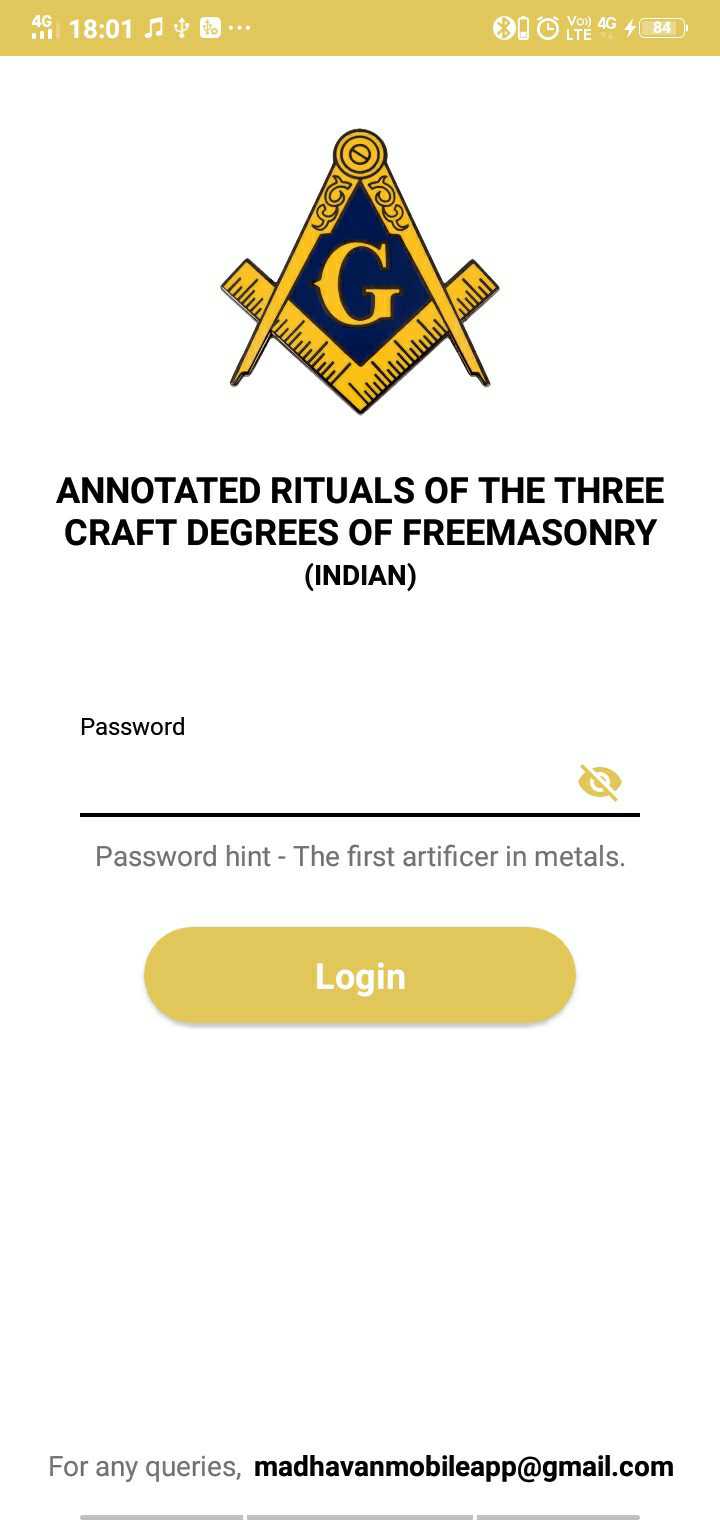 4G 18:01 Vo)) LTE 4G 84
G
ANNOTATED RITUALS OF THE THREE
CRAFT DEGREES OF FREEMASONRY
(INDIAN)
Password
Password hint - The first artificer in metals.
Login
For any queries, madhavanmobileapp@gmail.com